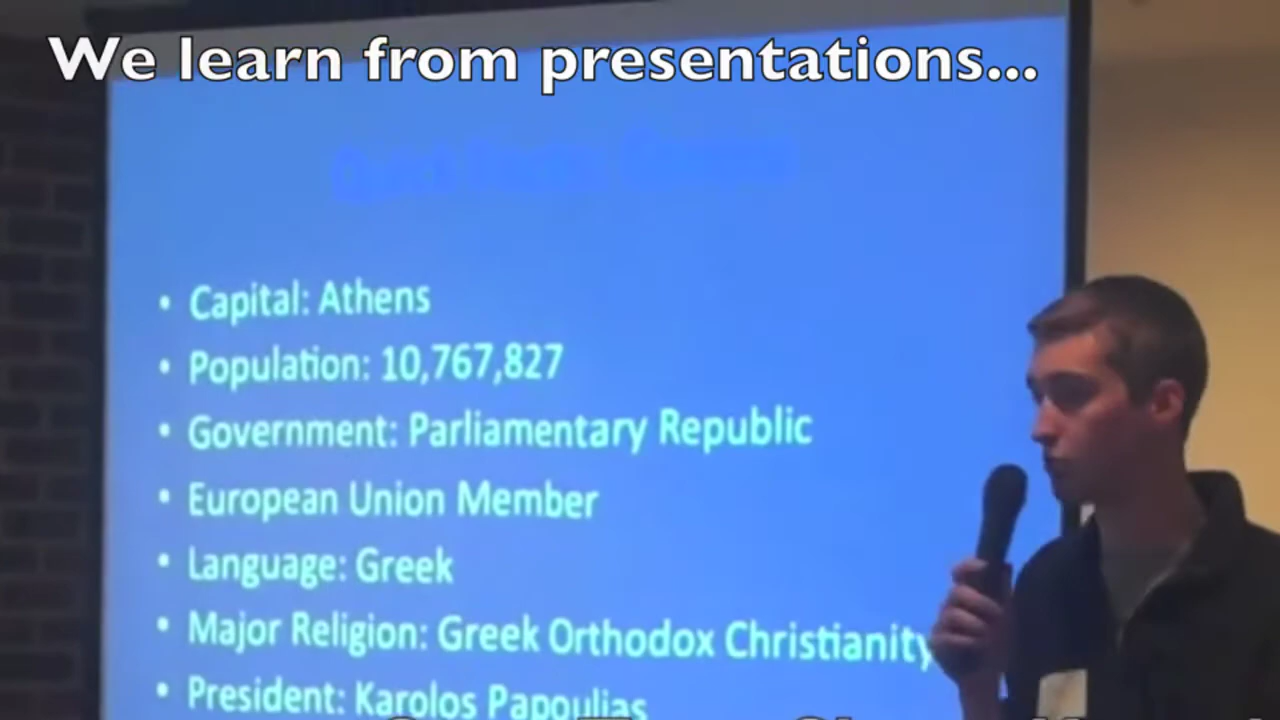 We learn from presentations...
• Capital: Athens
• Population: 10,767,827
• Government: Parliamentary Republic
• European Union Member
• Language: Greek
• Major Religion: Greek Orthodox Christianity
• President: Karolos Papoulias